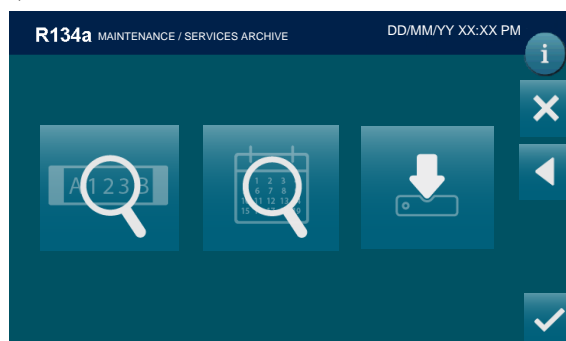 R134a MAINTENANCE / SERVICES ARCHIVE DD/MM/YY XX:XX PM
i
A123B
1 2 3
6 7 8
11 12 13
15